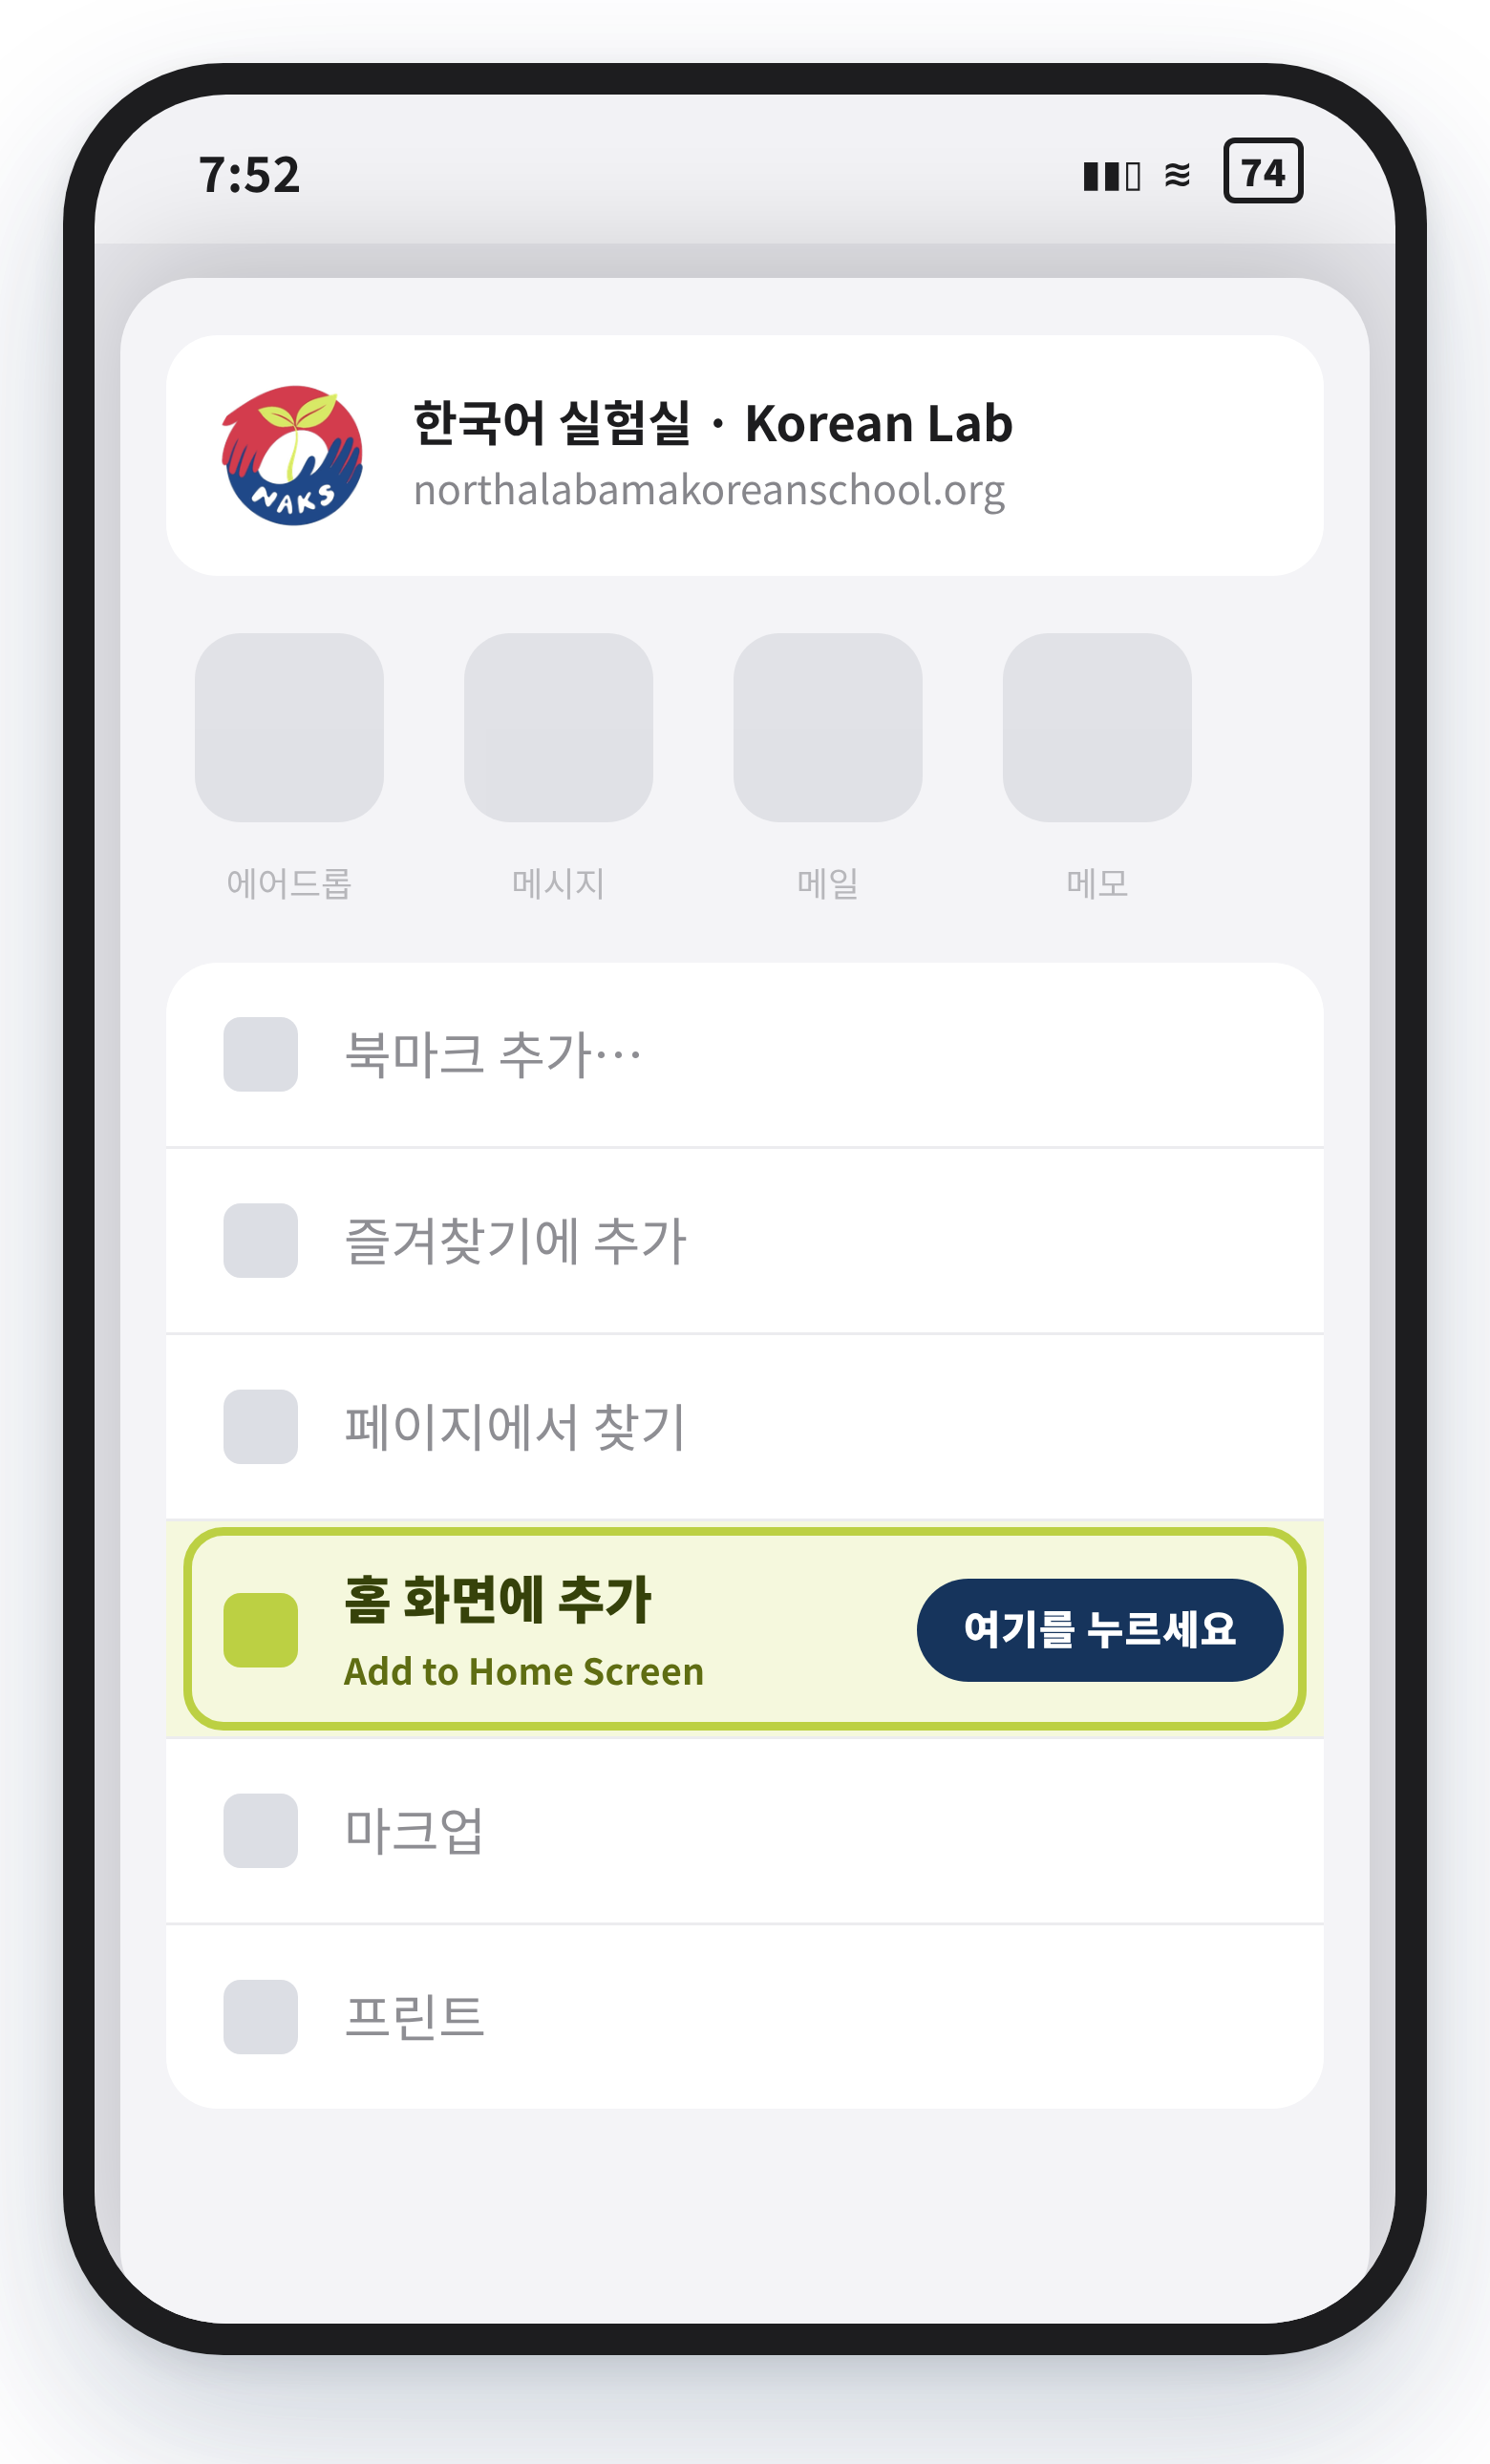 7:52
74
한국어 실험실 · Korean Lab
northalabamakoreanschool.org
NAKS
에어드롭 메시지 메일 메모
북마크 추가…
즐겨찾기에 추가
페이지에서 찾기
홈 화면에 추가
Add to Home Screen
여기를 누르세요
마크업
프린트